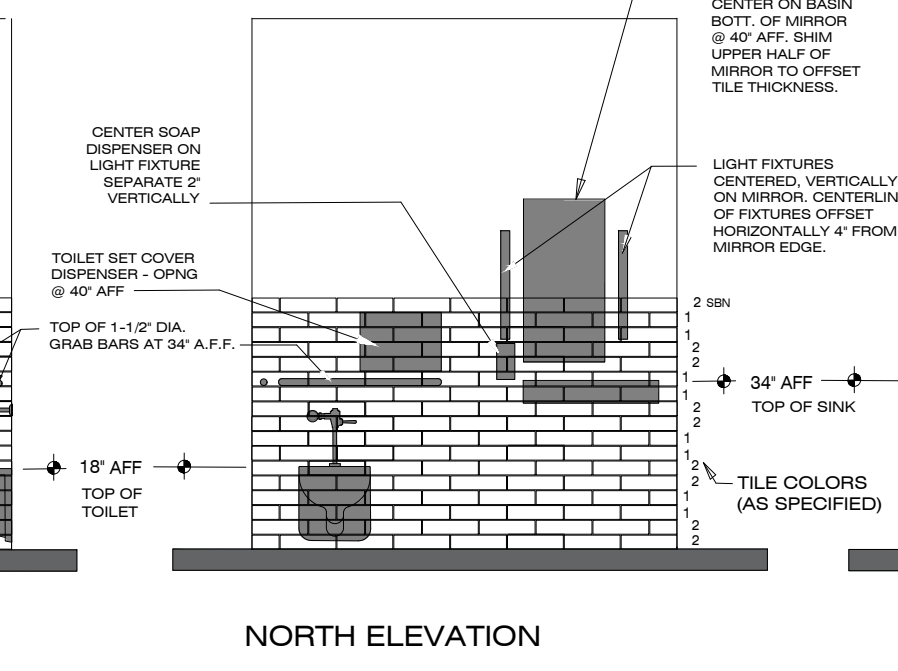 CENTER ON BASIN
BOTT. OF MIRROR
@ 40" AFF. SHIM
UPPER HALF OF
MIRROR TO OFFSET
TILE THICKNESS.
CENTER SOAP
DISPENSER ON
LIGHT FIXTURE
SEPARATE 2"
VERTICALLY
LIGHT FIXTURES
CENTERED, VERTICALLY
ON MIRROR. CENTERLIN
OF FIXTURES OFFSET
HORIZONTALLY 4" FROM
MIRROR EDGE.
TOILET SET COVER
DISPENSER - OPNG
@ 40" AFF
TOP OF 1-1/2" DIA.
GRAB BARS AT 34" A.F.F.
2 SBN
1
1
2
2
1
1
2
2
1
1
2
2
1
1
2
2
34" AFF
TOP OF SINK
18" AFF
TOP OF
TOILET
TILE COLORS
(AS SPECIFIED)
NORTH ELEVATION